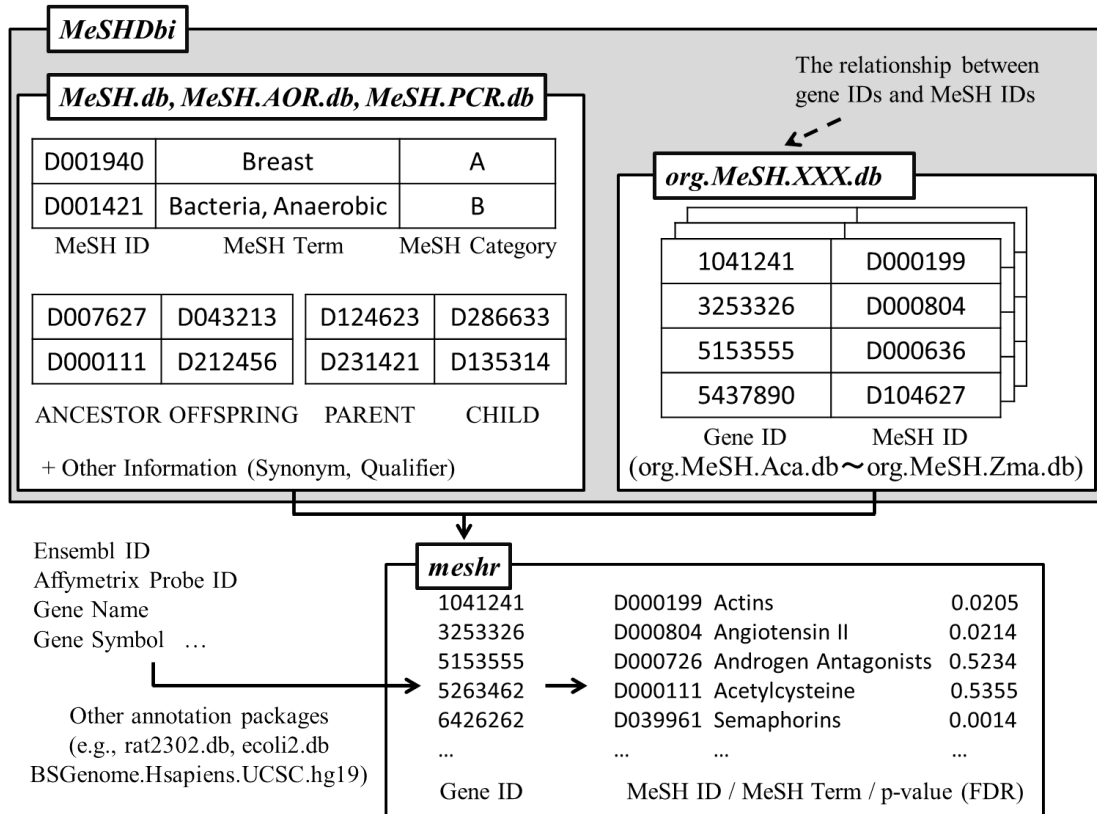 MeSHDbi
MeSH.db, MeSH.AOR.db, MeSH.PCR.db
D001940 Breast A
D001421 Bacteria, Anaerobic B
MeSH ID MeSH Term MeSH Category
D007627 D043213 D124623 D286633
D000111 D212456 D231421 D135314
ANCESTOR OFFSPRING PARENT CHILD
+ Other Information (Synonym, Qualifier)
The relationship between
gene IDs and MeSH IDs
org.MeSH.XXX.db
1041241 D000199
3253326 D000804
5153555 D000636
5437890 D104627
Gene ID MeSH ID
(org.MeSH.Aca.db～org.MeSH.Zma.db)
Ensembl ID
Affymetrix Probe ID
Gene Name
Gene Symbol …
Other annotation packages
(e.g., rat2302.db, ecoli2.db
BSGenome.Hsapiens.UCSC.hg19)
meshr
1041241 D000199 Actins 0.0205
3253326 D000804 Angiotensin II 0.0214
5153555 D000726 Androgen Antagonists 0.5234
5263462 D000111 Acetylcysteine 0.5355
6426262 D039961 Semaphorins 0.0014
… … … …
Gene ID MeSH ID / MeSH Term / p-value (FDR)